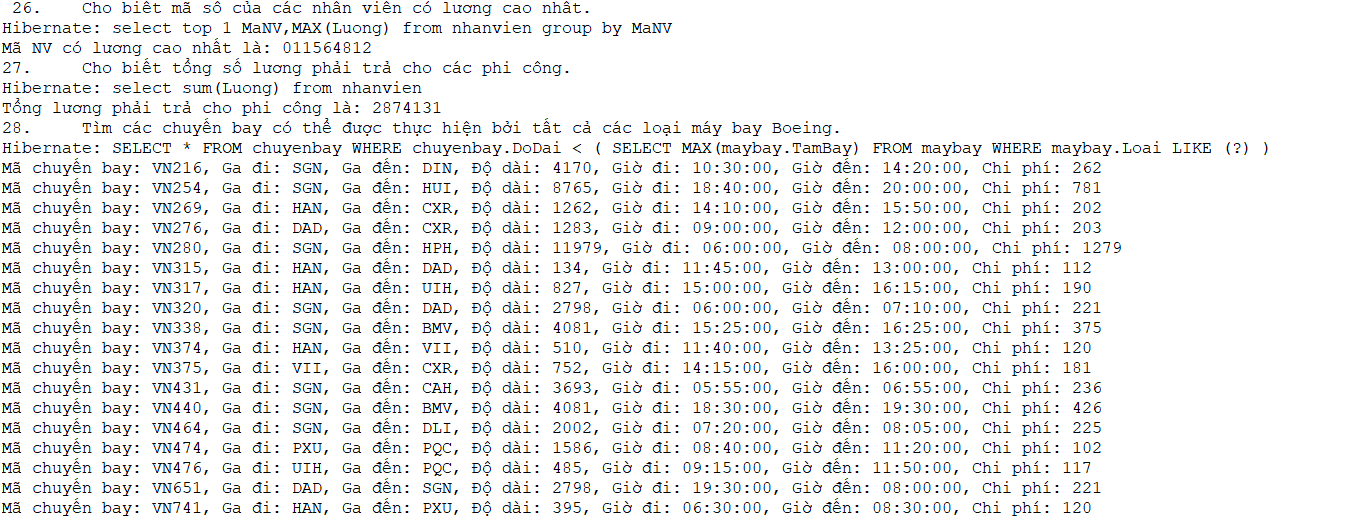 26.     Cho biết mã số của các nhân viên có lương cao nhất.
Hibernate: select top 1 MaNV,MAX(Luong) from nhanvien group by MaNV
Mã NV có lương cao nhất là: 011564812
27.     Cho biết tổng số lương phải trả cho các phi công.
Hibernate: select sum(Luong) from nhanvien
Tổng lương phải trả cho phi công là: 2874131
28.     Tìm các chuyến bay có thể được thực hiện bởi tất cả các loại máy bay Boeing.
Hibernate: SELECT * FROM chuyenbay WHERE chuyenbay.DoDai < ( SELECT MAX(maybay.TamBay) FROM maybay WHERE maybay.Loai LIKE (?) )
Mã chuyến bay: VN216, Ga đi: SGN, Ga đến: DIN, Độ dài: 4170, Giờ đi: 10:30:00, Giờ đến: 14:20:00, Chi phí: 262
Mã chuyến bay: VN254, Ga đi: SGN, Ga đến: HUI, Độ dài: 8765, Giờ đi: 18:40:00, Giờ đến: 20:00:00, Chi phí: 781
Mã chuyến bay: VN269, Ga đi: HAN, Ga đến: CXR, Độ dài: 1262, Giờ đi: 14:10:00, Giờ đến: 15:50:00, Chi phí: 202
Mã chuyến bay: VN276, Ga đi: DAD, Ga đến: CXR, Độ dài: 1283, Giờ đi: 09:00:00, Giờ đến: 12:00:00, Chi phí: 203
Mã chuyến bay: VN280, Ga đi: SGN, Ga đến: HPH, Độ dài: 11979, Giờ đi: 06:00:00, Giờ đến: 08:00:00, Chi phí: 1279
Mã chuyến bay: VN315, Ga đi: HAN, Ga đến: DAD, Độ dài: 134, Giờ đi: 11:45:00, Giờ đến: 13:00:00, Chi phí: 112
Mã chuyến bay: VN317, Ga đi: HAN, Ga đến: UIH, Độ dài: 827, Giờ đi: 15:00:00, Giờ đến: 16:15:00, Chi phí: 190
Mã chuyến bay: VN320, Ga đi: SGN, Ga đến: DAD, Độ dài: 2798, Giờ đi: 06:00:00, Giờ đến: 07:10:00, Chi phí: 221
Mã chuyến bay: VN338, Ga đi: SGN, Ga đến: BMV, Độ dài: 4081, Giờ đi: 15:25:00, Giờ đến: 16:25:00, Chi phí: 375
Mã chuyến bay: VN374, Ga đi: HAN, Ga đến: VII, Độ dài: 510, Giờ đi: 11:40:00, Giờ đến: 13:25:00, Chi phí: 120
Mã chuyến bay: VN375, Ga đi: VII, Ga đến: CXR, Độ dài: 752, Giờ đi: 14:15:00, Giờ đến: 16:00:00, Chi phí: 181
Mã chuyến bay: VN431, Ga đi: SGN, Ga đến: CAH, Độ dài: 3693, Giờ đi: 05:55:00, Giờ đến: 06:55:00, Chi phí: 236
Mã chuyến bay: VN440, Ga đi: SGN, Ga đến: BMV, Độ dài: 4081, Giờ đi: 18:30:00, Giờ đến: 19:30:00, Chi phí: 426
Mã chuyến bay: VN464, Ga đi: SGN, Ga đến: DLI, Độ dài: 2002, Giờ đi: 07:20:00, Giờ đến: 08:05:00, Chi phí: 225
Mã chuyến bay: VN474, Ga đi: PXU, Ga đến: PQC, Độ dài: 1586, Giờ đi: 08:40:00, Giờ đến: 11:20:00, Chi phí: 102
Mã chuyến bay: VN476, Ga đi: UIH, Ga đến: PQC, Độ dài: 485, Giờ đi: 09:15:00, Giờ đến: 11:50:00, Chi phí: 117
Mã chuyến bay: VN651, Ga đi: DAD, Ga đến: SGN, Độ dài: 2798, Giờ đi: 19:30:00, Giờ đến: 08:00:00, Chi phí: 221
Mã chuyến bay: VN741, Ga đi: HAN, Ga đến: PXU, Độ dài: 395, Giờ đi: 06:30:00, Giờ đến: 08:30:00, Chi phí: 120